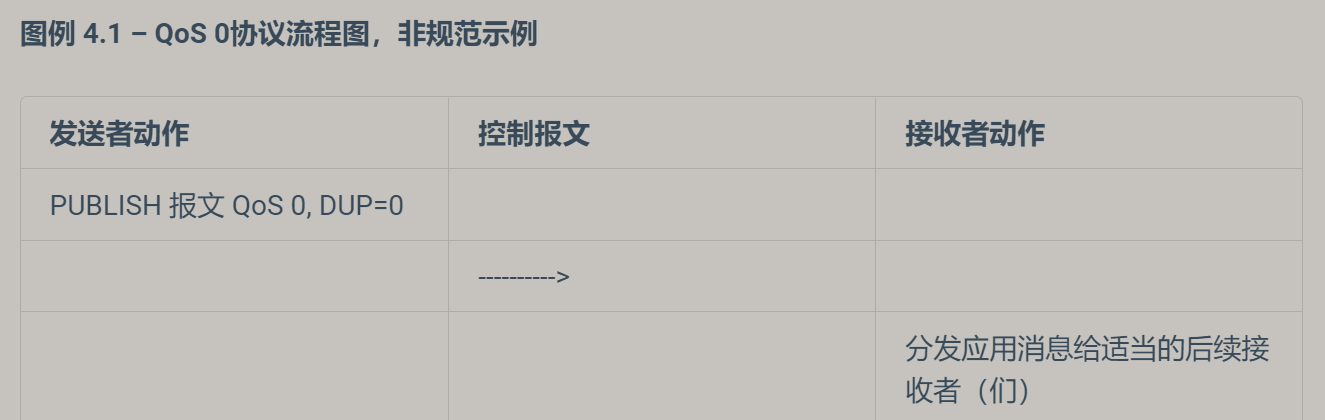 图例 4.1 – QoS 0协议流程图，非规范示例
发送者动作 控制报文 接收者动作
PUBLISH 报文 QoS 0, DUP=0
---------->
分发应用消息给适当的后续接
收者（们）